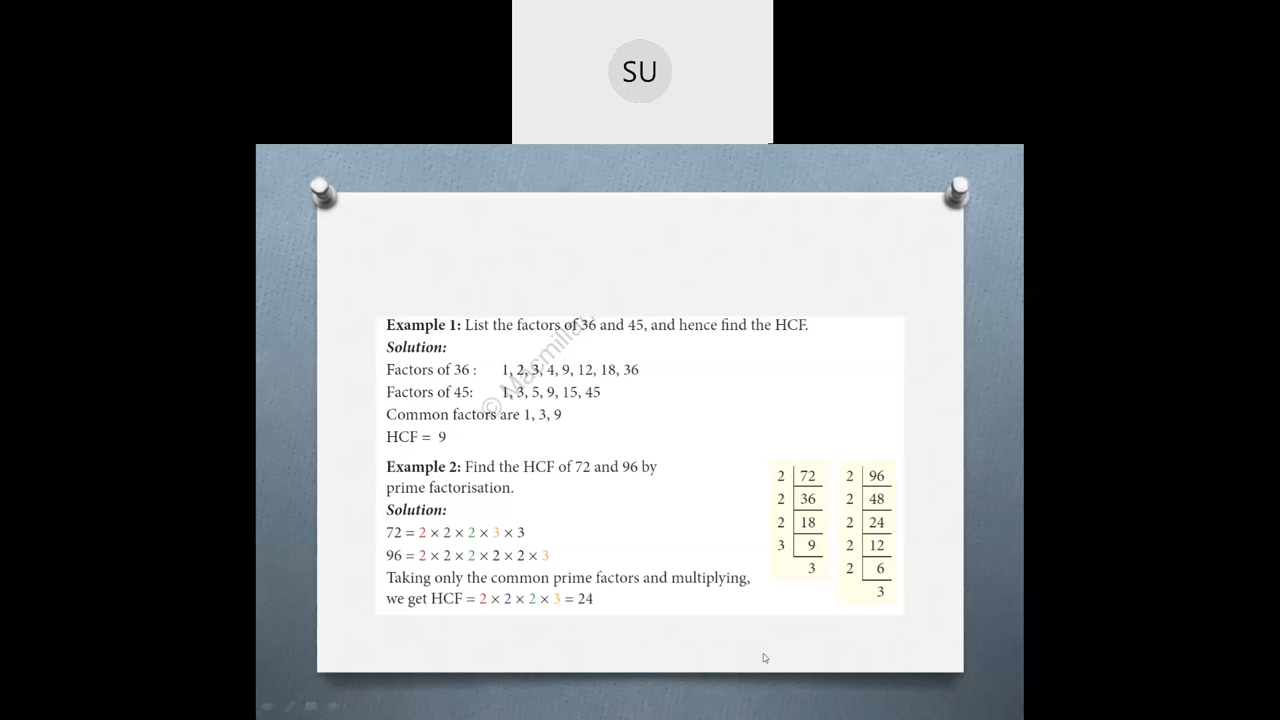 SU
Example 1: List the factors of 36 and 45, and hence find the HCF.
Solution:
Factors of 36 : 1, 2, 3, 4, 9, 12, 18, 36
Factors of 45: 1, 3, 5, 9, 15, 45
Common factors are 1, 3, 9
HCF = 9
Example 2: Find the HCF of 72 and 96 by
prime factorisation.
Solution:
72 = 2 × 2 × 2 × 3 × 3
96 = 2 × 2 × 2 × 2 × 2 × 3
Taking only the common prime factors and multiplying,
we get HCF = 2 × 2 × 2 × 3 = 24
2 72
2 36
2 18
3 9
3
2 96
2 48
2 24
2 12
2 6
3
© Macmillan